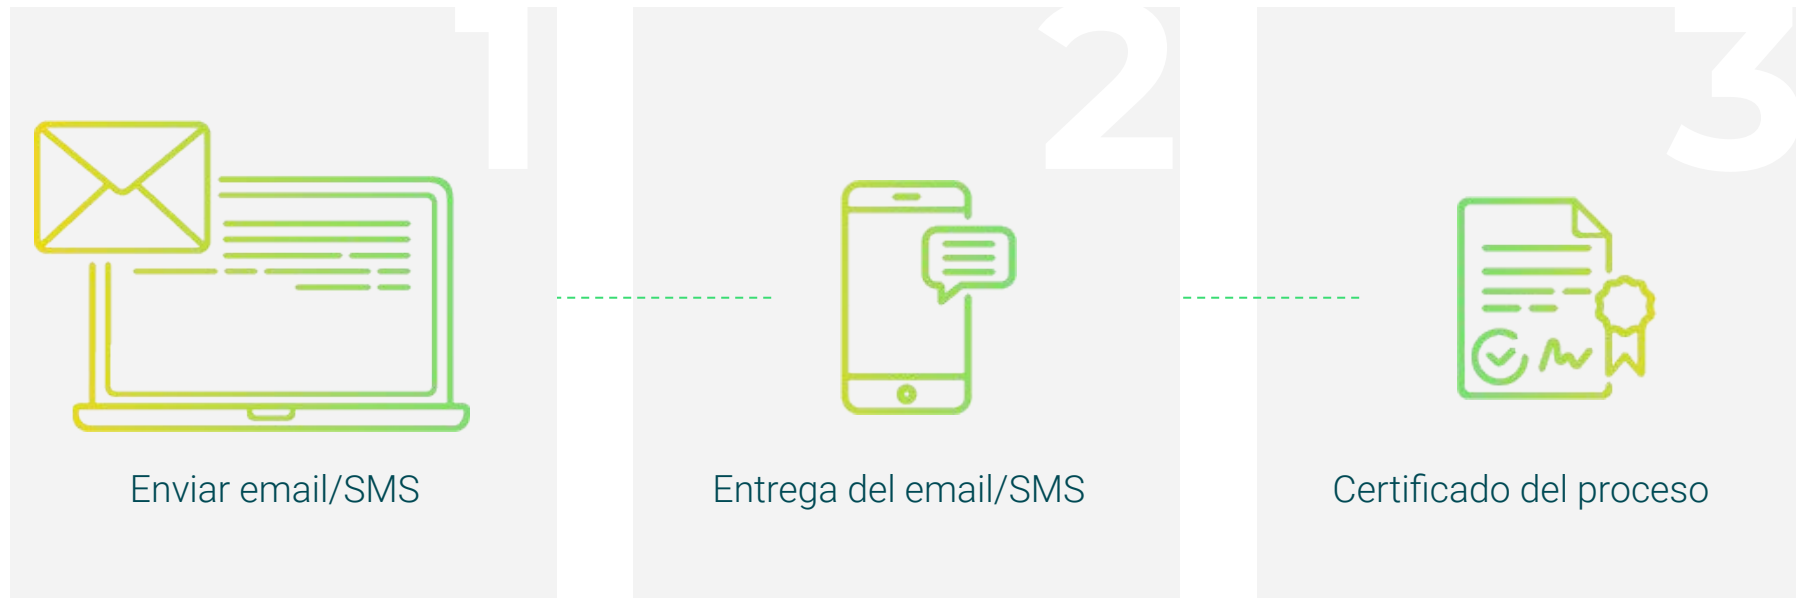 1
2
3
Enviar email/SMS
Entrega del email/SMS
Certificado del proceso